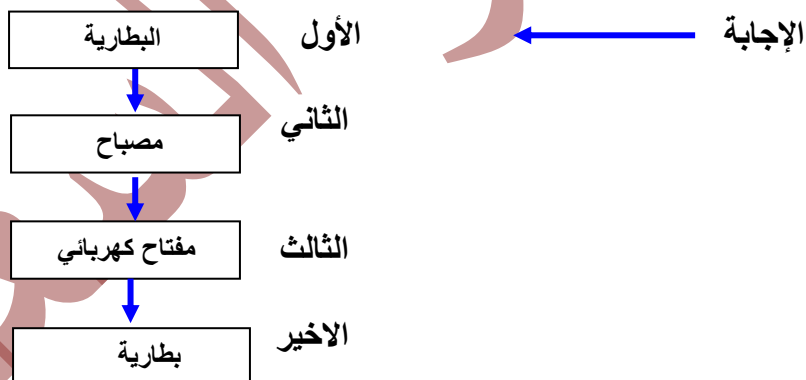 الإجابة
الأول
البطارية
الثاني
مصباح
الثالث
مفتاح كهربائي
الاخير
بطارية